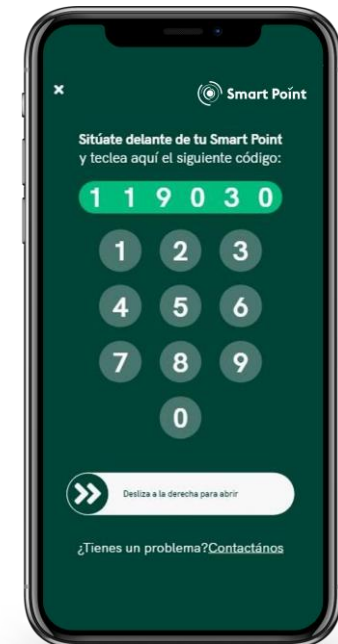 ×
Smart Point
Sitúate delante de tu Smart Point
y teclea aquí el siguiente código:
1 1 9 0 3 0
1 2 3
4 5 6
7 8 9
0
Desliza a la derecha para abrir
¿Tienes un problema?Contactános